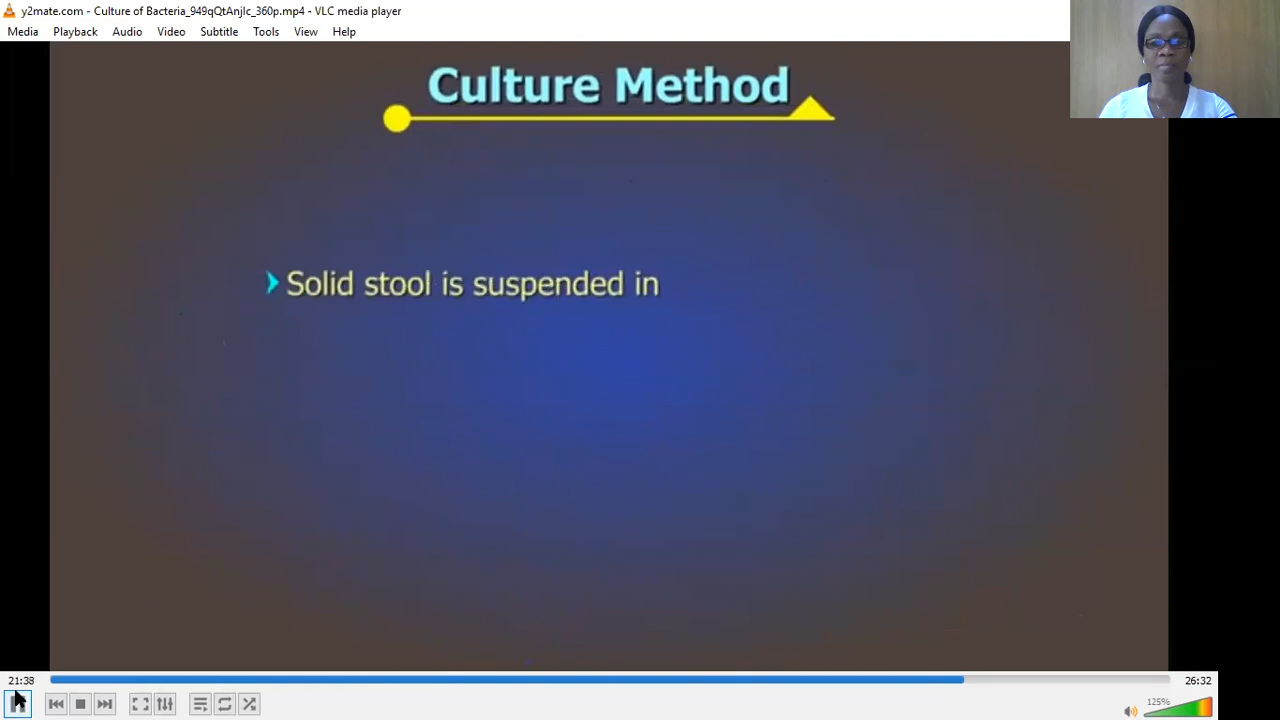 y2mate.com - Culture of Bacteria_949qQtAnjIc_360p.mp4 - VLC media player
Media Playback Audio Video Subtitle Tools View Help
Culture Method
Solid stool is suspended in
21:38
26:32
125%